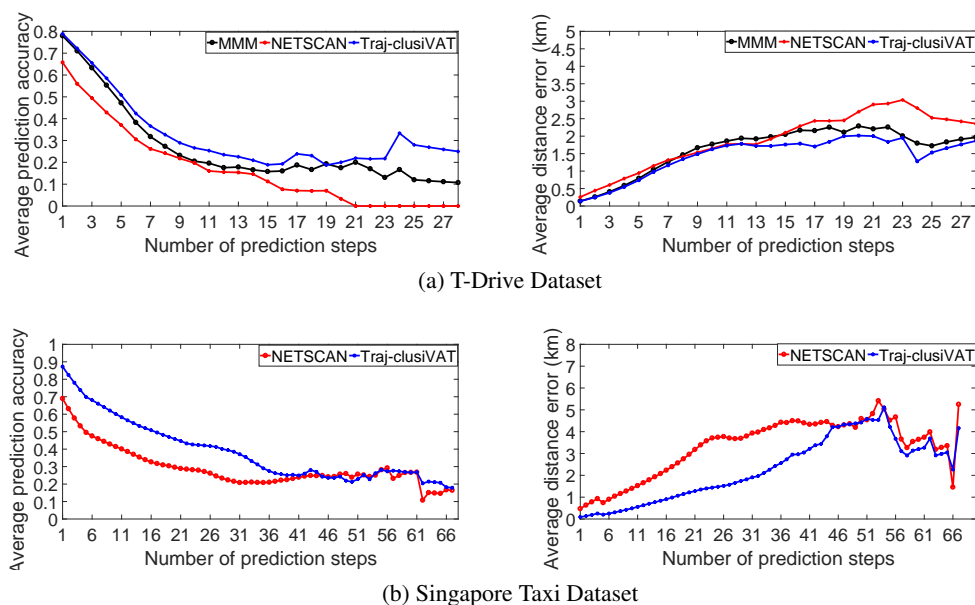 Average prediction accuracy
0.8
0.7
0.6
0.5
0.4
0.3
0.2
0.1
0
MMM NETSCAN Traj-clusiVAT
1 3 5 7 9 11 13 15 17 19 21 23 25 27
Number of prediction steps
Average distance error (km)
5
4.5
4
3.5
3
2.5
2
1.5
1
0.5
0
MMM NETSCAN Traj-clusiVAT
1 3 5 7 9 11 13 15 17 19 21 23 25 27
Number of prediction steps
(a) T-Drive Dataset
Average prediction accuracy
1
0.9
0.8
0.7
0.6
0.5
0.4
0.3
0.2
0.1
0
NETSCAN Traj-clusiVAT
1 6 11 16 21 26 31 36 41 46 51 56 61 66
Number of prediction steps
Average distance error (km)
8
7
6
5
4
3
2
1
0
NETSCAN Traj-clusiVAT
1 6 11 16 21 26 31 36 41 46 51 56 61 66
Number of prediction steps
(b) Singapore Taxi Dataset